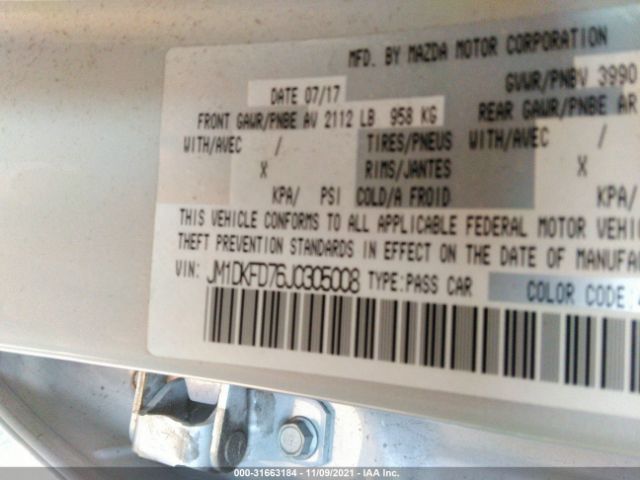 MFD. BY MAZDA MOTOR CORPORATION
DATE 07/17
GVWR/PNBV 3990
FRONT GAWR/PNBE AV 2112 LB 958 KG
REAR GAWR/PNBE AR
WITH/AVEC / TIRES/PNEUS WITH/AVEC /
X RIMS/JANTES X
KPA/ PSI COLD/A FROID KPA/
THIS VEHICLE CONFORMS TO ALL APPLICABLE FEDERAL MOTOR VEHIC
THEFT PREVENTION STANDARDS IN EFFECT ON THE DATE OF MANUFA
VIN: JM1DKFD76J0305008 TYPE:PASS CAR COLOR CODE:
000-31663184 - 11/09/2021 - IAA Inc.